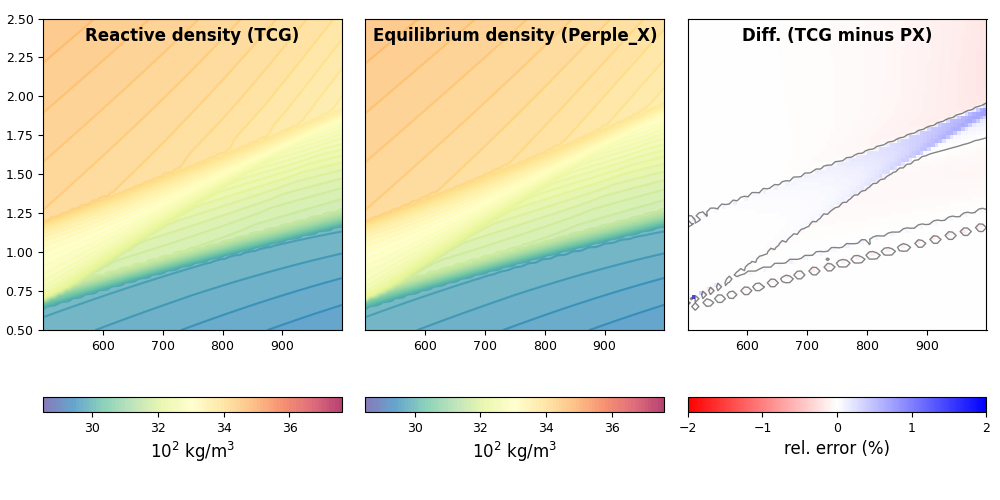 Reactive density (TCG)
Equilibrium density (Perple_X)
Diff. (TCG minus PX)
2.50
2.25
2.00
1.75
1.50
1.25
1.00
0.75
0.50
600 700 800 900
600 700 800 900
600 700 800 900
30 32 34 36
30 32 34 36
−2 −1 0 1 2
10² kg/m³
10² kg/m³
rel. error (%)